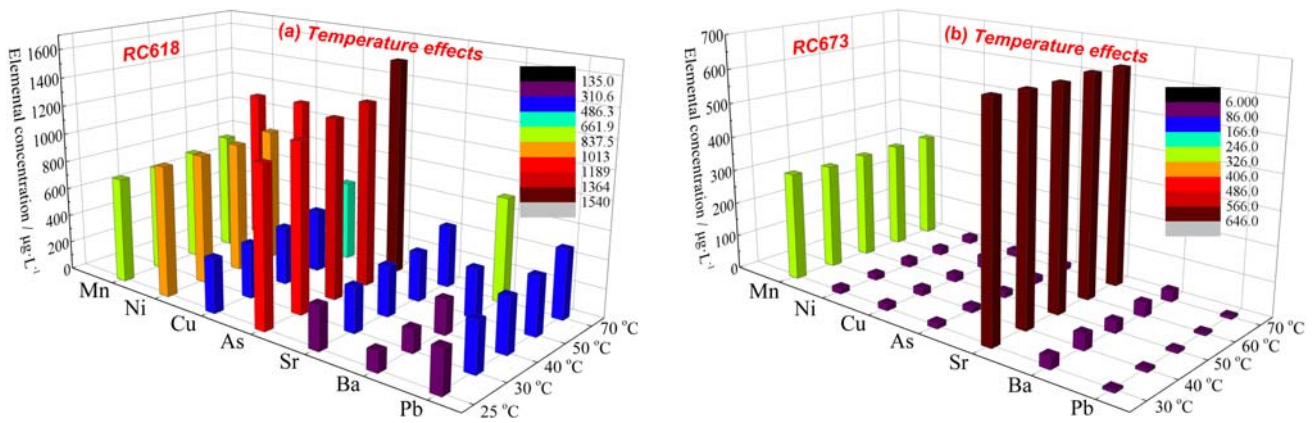 RC618
(a) Temperature effects
Elemental concentration / μg·L⁻¹
1600
1400
1200
1000
800
600
400
200
0
Mn
Ni
Cu
As
Sr
Ba
Pb
25 °C
30 °C
40 °C
50 °C
70 °C
135.0
310.6
486.3
661.9
837.5
1013
1189
1364
1540
RC673
(b) Temperature effects
Elemental concentration / μg·L⁻¹
700
600
500
400
300
200
100
0
Mn
Ni
Cu
As
Sr
Ba
Pb
30 °C
40 °C
50 °C
60 °C
70 °C
6.000
86.00
166.0
246.0
326.0
406.0
486.0
566.0
646.0